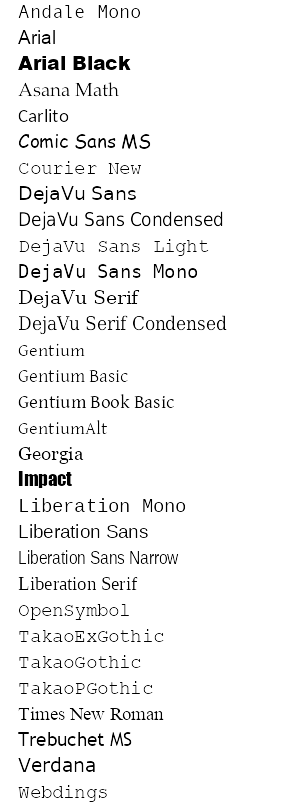 Andale Mono
Arial
Arial Black
Asana Math
Carlito
Comic Sans MS
Courier New
DejaVu Sans
DejaVu Sans Condensed
DejaVu Sans Light
DejaVu Sans Mono
DejaVu Serif
DejaVu Serif Condensed
Gentium
Gentium Basic
Gentium Book Basic
GentiumAlt
Georgia
Impact
Liberation Mono
Liberation Sans
Liberation Sans Narrow
Liberation Serif
OpenSymbol
TakaoExGothic
TakaoGothic
TakaoPGothic
Times New Roman
Trebuchet MS
Verdana
Webdings